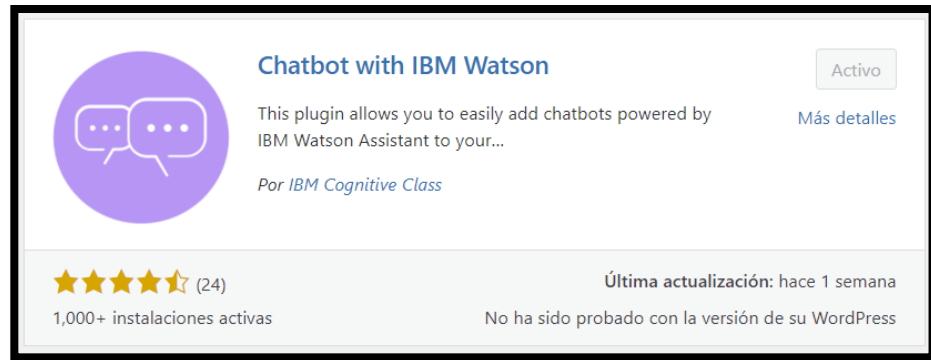 Chatbot with IBM Watson
Activo
This plugin allows you to easily add chatbots powered by
IBM Watson Assistant to your...
Más detalles
Por IBM Cognitive Class
(24)
Última actualización: hace 1 semana
1,000+ instalaciones activas
No ha sido probado con la versión de su WordPress